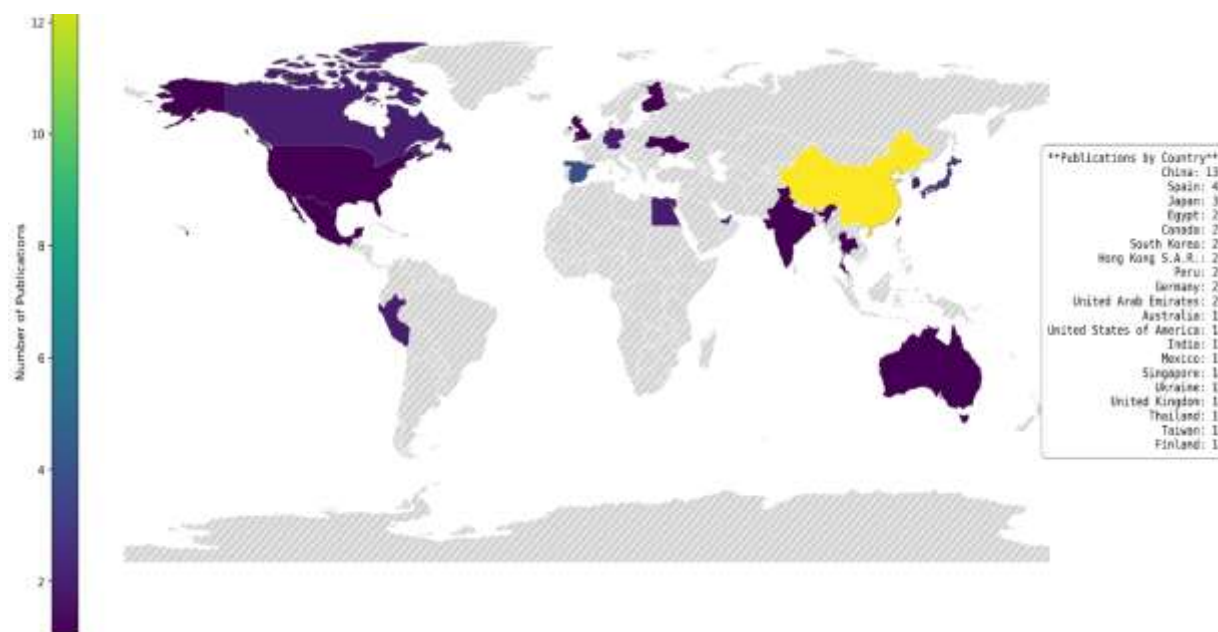 12
10
8
6
4
2
Number of Publications
**Publications by Country**
China: 13
Spain: 4
Japan: 3
Egypt: 2
Canada: 2
South Korea: 2
Hong Kong S.A.R.: 2
Peru: 2
Germany: 2
United Arab Emirates: 2
Australia: 1
United States of America: 1
India: 1
Mexico: 1
Singapore: 1
Ukraine: 1
United Kingdom: 1
Thailand: 1
Taiwan: 1
Finland: 1